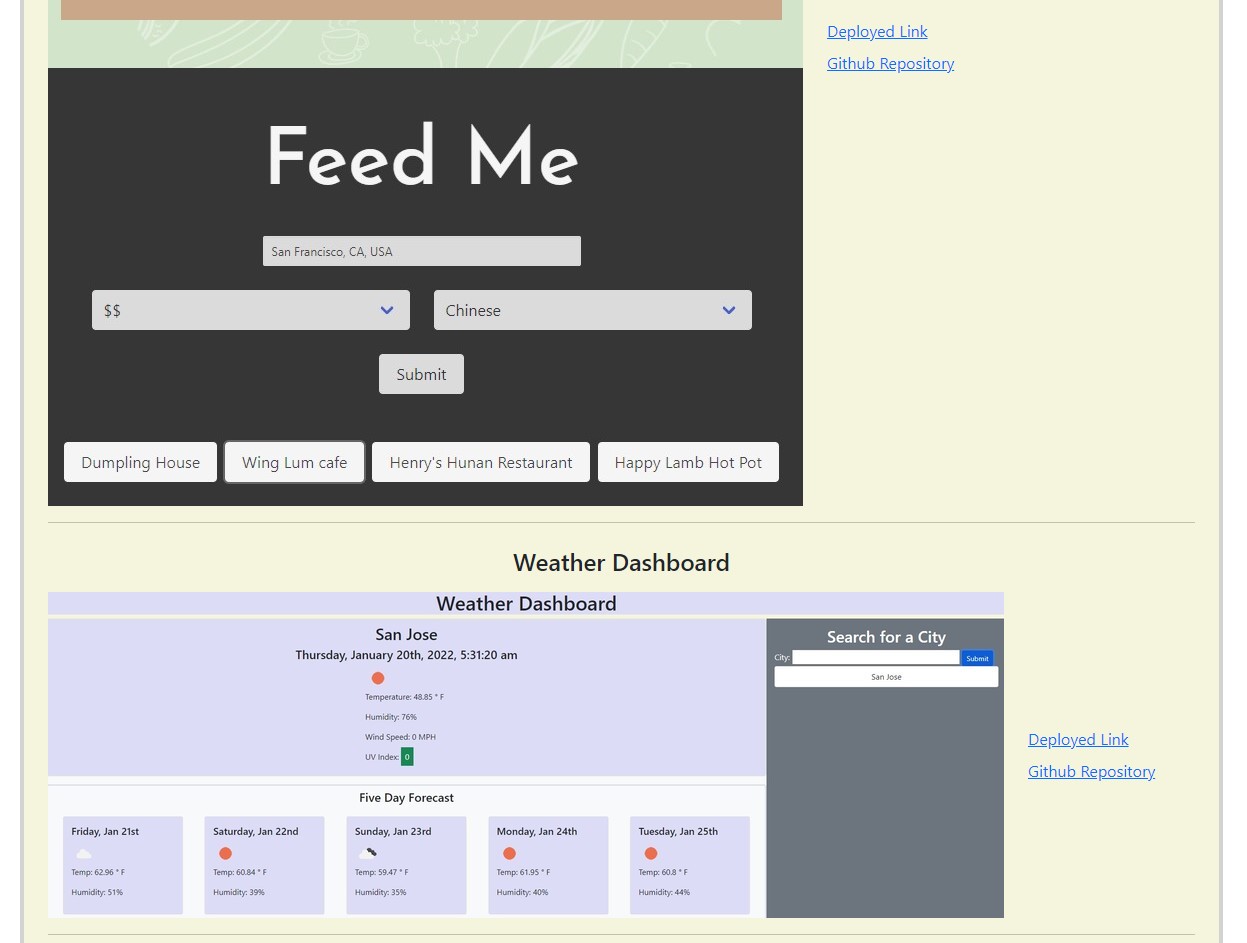 Deployed Link
Github Repository
Feed Me
San Francisco, CA, USA
$$ Chinese
Submit
Dumpling House Wing Lum cafe Henry's Hunan Restaurant Happy Lamb Hot Pot
Weather Dashboard
Weather Dashboard
San Jose
Thursday, January 20th, 2022, 5:31:20 am
Temperature: 48.85 ° F
Humidity: 76%
Wind Speed: 0 MPH
UV Index: 0
Search for a City
City: Submit
San Jose
Deployed Link
Github Repository
Five Day Forecast
Friday, Jan 21st
Temp: 62.96 ° F
Humidity: 51%
Saturday, Jan 22nd
Temp: 60.84 ° F
Humidity: 39%
Sunday, Jan 23rd
Temp: 59.47 ° F
Humidity: 35%
Monday, Jan 24th
Temp: 61.95 ° F
Humidity: 40%
Tuesday, Jan 25th
Temp: 60.8 ° F
Humidity: 44%